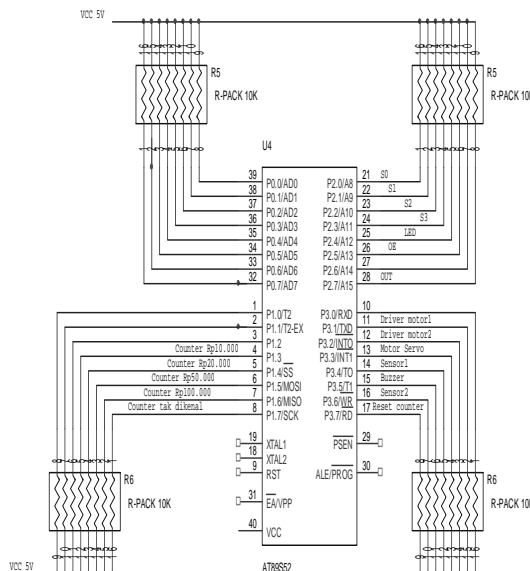 VCC 5V
R5
R-PACK 10K
R5
R-PACK 10K
U4
39 P0.0/AD0 P2.0/A8 21 S0
38 P0.1/AD1 P2.1/A9 22 S1
37 P0.2/AD2 P2.2/A10 23 S2
36 P0.3/AD3 P2.3/A11 24 S3
35 P0.4/AD4 P2.4/A12 25 LED
34 P0.5/AD5 P2.5/A13 26 OE
33 P0.6/AD6 P2.6/A14 27
32 P0.7/AD7 P2.7/A15 28 OUT
1 P1.0/T2 P3.0/RXD 10
2 P1.1/T2-EX P3.1/TXD 11 Driver motor1
3 P1.2 P3.2/INTO 12 Driver motor2
Counter Rp10.000 4 P1.3 P3.3/INT1 13 Motor Servo
Counter Rp20.000 5 P1.4/SS P3.4/TO 14 Sensor1
Counter Rp50.000 6 P1.5/MOSI P3.5/T1 15 Buzzer
Counter Rp100.000 7 P1.6/MISO P3.6/WR 16 Sensor2
Counter tak dikenal 8 P1.7/SCK P3.7/RD 17 Reset counter
19 XTAL1 PSEN 29
18 XTAL2
9 RST ALE/PROG 30
31 EA/VPP
40 VCC
R6
R-PACK 10K
R6
R-PACK 10K
VCC 5V
AT89S52